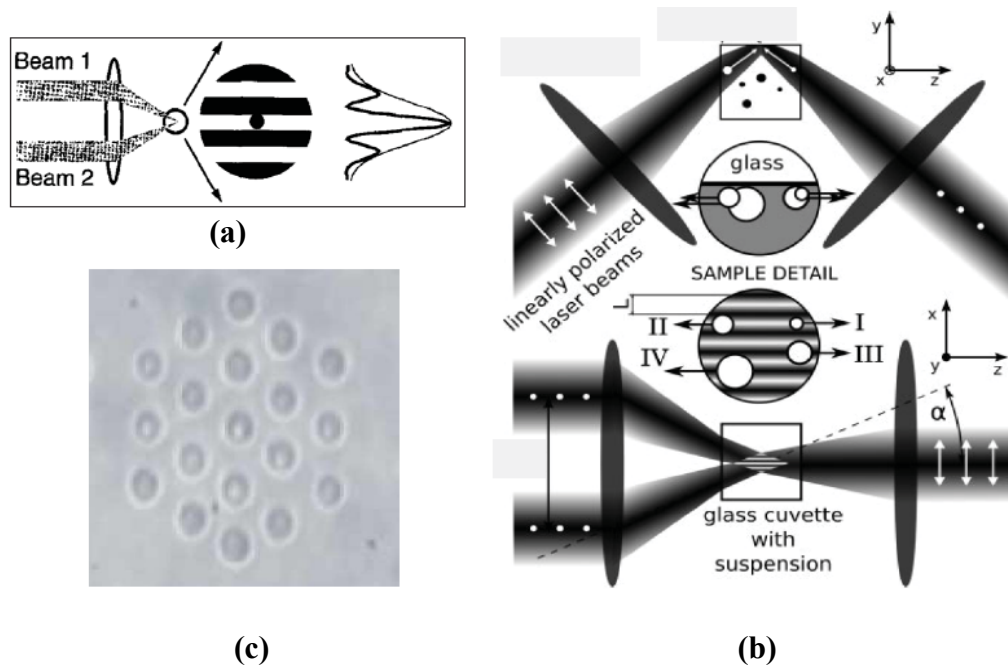 Beam 1
Beam 2
(a)
y
x
z
glass
linearly polarized
laser beams
SAMPLE DETAIL
L
II
I
IV
III
x
y
z
α
glass cuvette
with
suspension
(c)
(b)